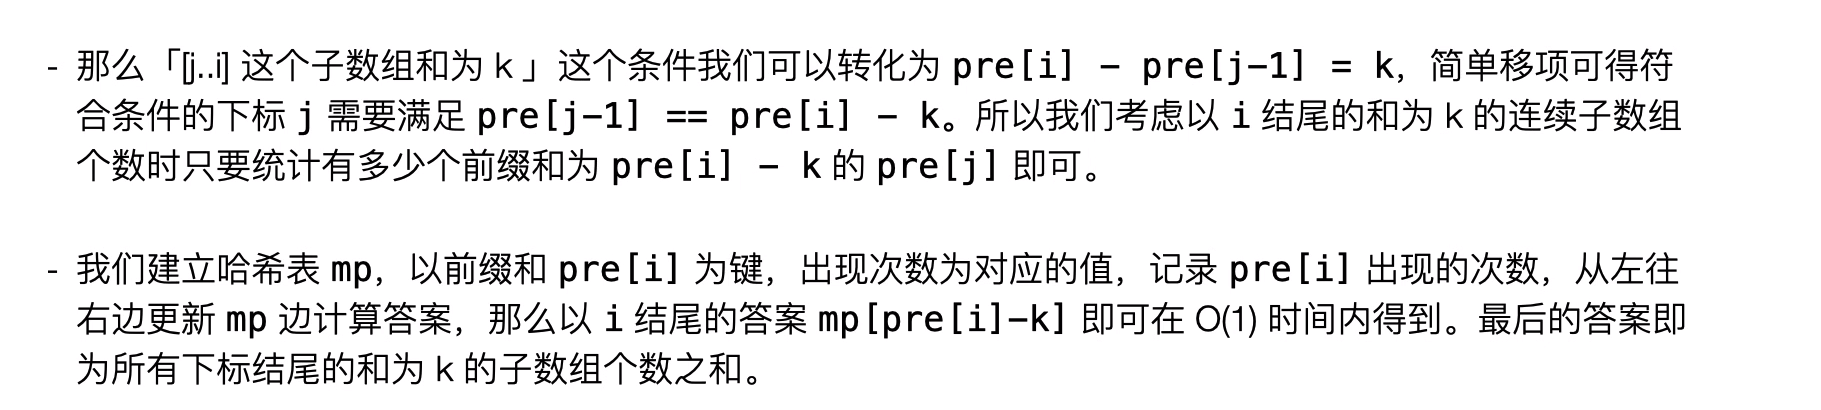 - 那么「[j..i] 这个子数组和为 k 」这个条件我们可以转化为 pre[i] - pre[j-1] = k，简单移项可得符
合条件的下标 j 需要满足 pre[j-1] == pre[i] - k。所以我们考虑以 i 结尾的和为 k 的连续子数组
个数时只要统计有多少个前缀和为 pre[i] - k 的 pre[j] 即可。
- 我们建立哈希表 mp，以前缀和 pre[i] 为键，出现次数为对应的值，记录 pre[i] 出现的次数，从左往
右边更新 mp 边计算答案，那么以 i 结尾的答案 mp[pre[i]-k] 即可在 O(1) 时间内得到。最后的答案即
为所有下标结尾的和为 k 的子数组个数之和。